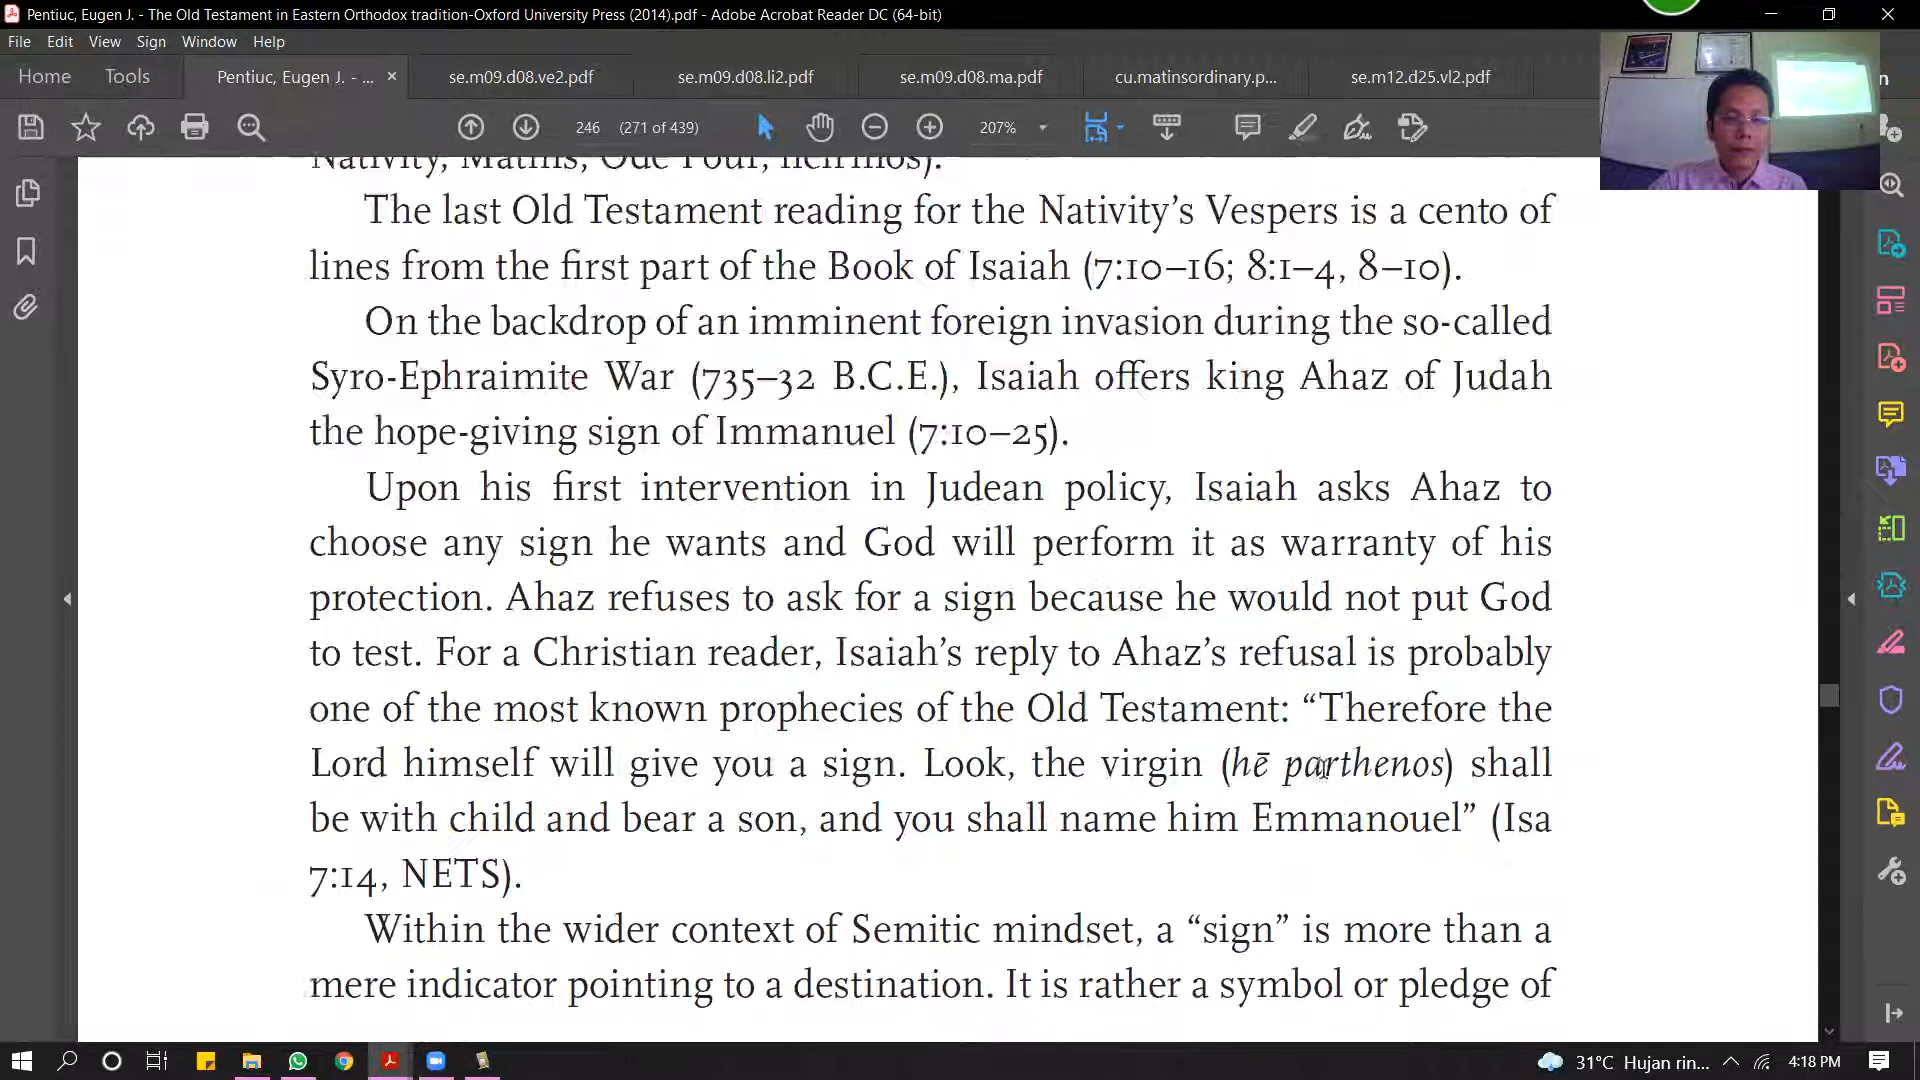 Pentiuc, Eugen J. - The Old Testament in Eastern Orthodox tradition-Oxford University Press (2014).pdf - Adobe Acrobat Reader DC (64-bit)
File Edit View Sign Window Help
Home Tools Pentiuc, Eugen J. - ... × se.m09.d08.ve2.pdf se.m09.d08.li2.pdf se.m09.d08.ma.pdf cu.matinsordinary.p... se.m12.d25.vl2.pdf n
246 (271 of 439) 207%
Nativity, Matins, Ode Four, heirmos).
The last Old Testament reading for the Nativity’s Vespers is a cento of
lines from the first part of the Book of Isaiah (7:10–16; 8:1–4, 8–10).
On the backdrop of an imminent foreign invasion during the so-called
Syro-Ephraimite War (735–32 B.C.E.), Isaiah offers king Ahaz of Judah
the hope-giving sign of Immanuel (7:10–25).
Upon his first intervention in Judean policy, Isaiah asks Ahaz to
choose any sign he wants and God will perform it as warranty of his
protection. Ahaz refuses to ask for a sign because he would not put God
to test. For a Christian reader, Isaiah’s reply to Ahaz’s refusal is probably
one of the most known prophecies of the Old Testament: “Therefore the
Lord himself will give you a sign. Look, the virgin (hē parthenos) shall
be with child and bear a son, and you shall name him Emmanouel” (Isa
7:14, NETS).
Within the wider context of Semitic mindset, a “sign” is more than a
mere indicator pointing to a destination. It is rather a symbol or pledge of
31°C Hujan rin... 4:18 PM